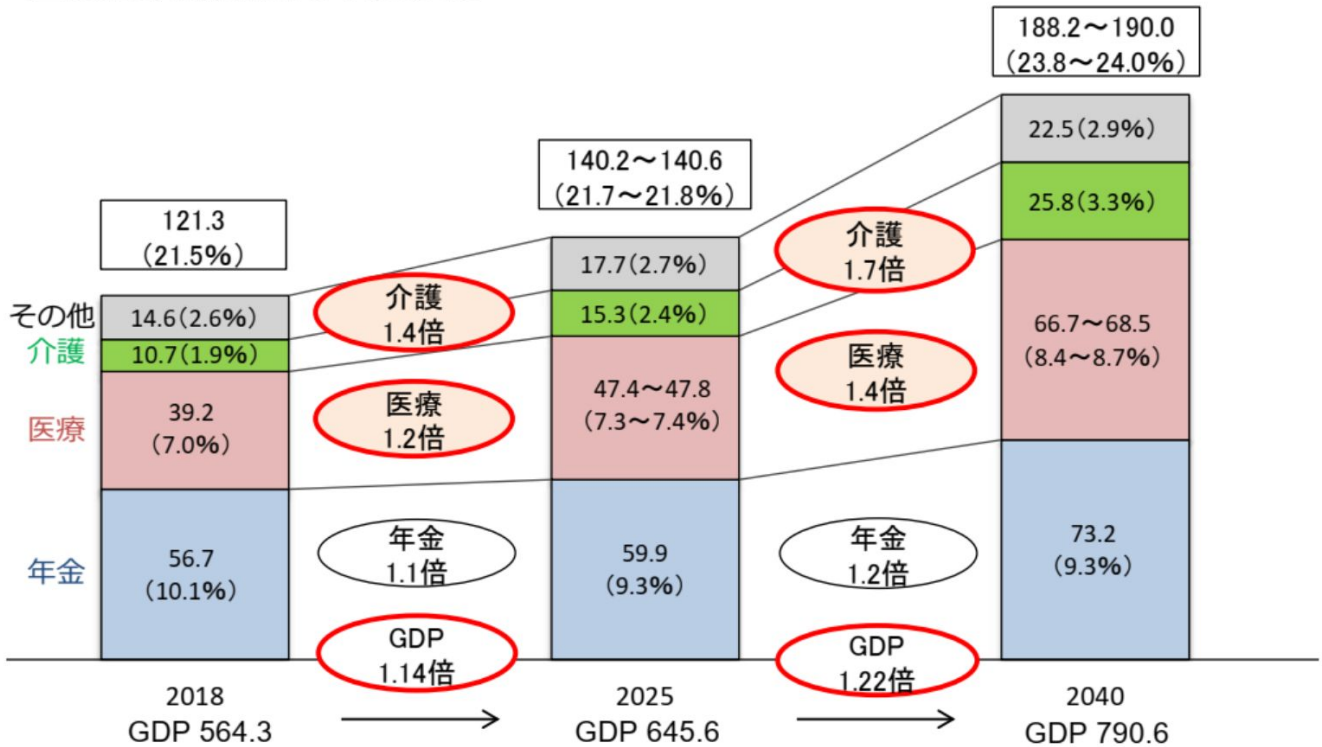 188.2～190.0
(23.8～24.0%)
22.5(2.9%)
140.2～140.6
(21.7～21.8%)
25.8(3.3%)
121.3
(21.5%)
介護
1.7倍
17.7(2.7%)
介護
1.4倍
その他
14.6(2.6%)
15.3(2.4%)
66.7～68.5
(8.4～8.7%)
介護
10.7(1.9%)
医療
1.4倍
47.4～47.8
(7.3～7.4%)
医療
1.2倍
医療
39.2
(7.0%)
年金
1.1倍
年金
1.2倍
73.2
(9.3%)
年金
56.7
(10.1%)
59.9
(9.3%)
GDP
1.14倍
GDP
1.22倍
2018
2025
2040
GDP 564.3
GDP 645.6
GDP 790.6